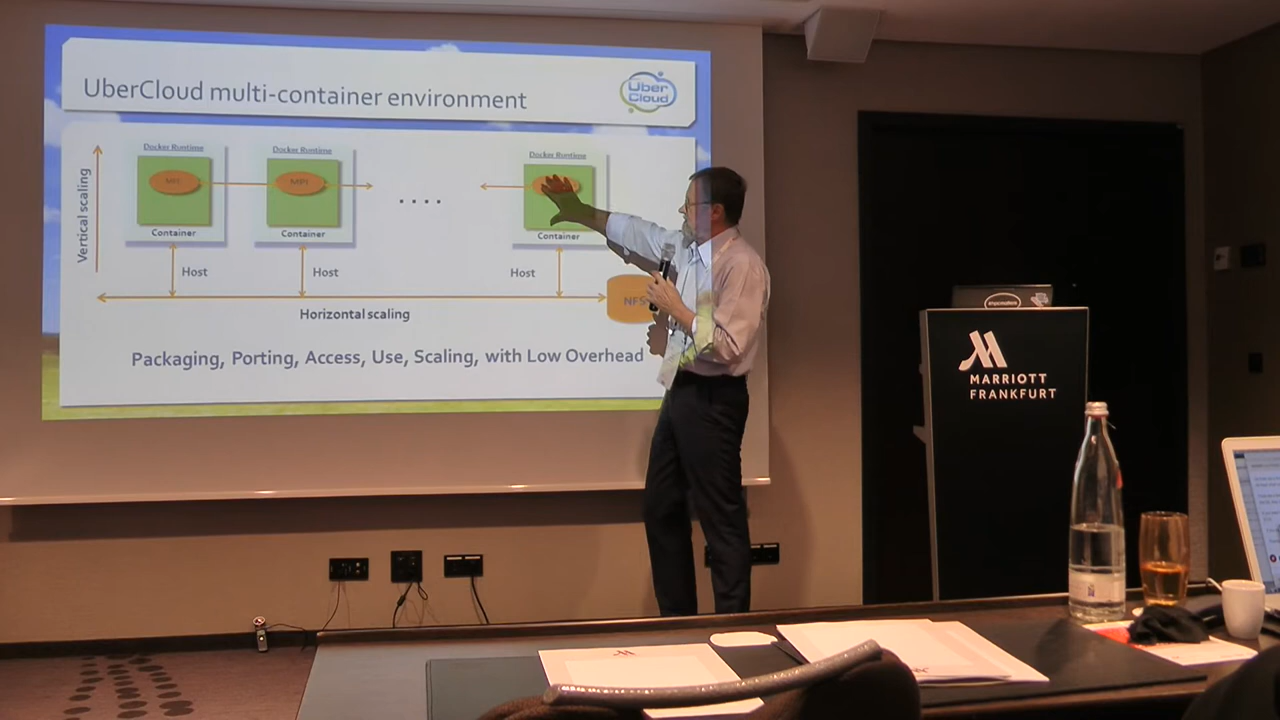 UberCloud multi-container environment
Uber
Cloud
Vertical scaling
Docker Runtime
Docker Runtime
Docker Runtime
MPI
MPI
Container
Container
Container
Host
Host
Host
NFS
Horizontal scaling
Packaging, Porting, Access, Use, Scaling, with Low Overhead
MARRIOTT
FRANKFURT